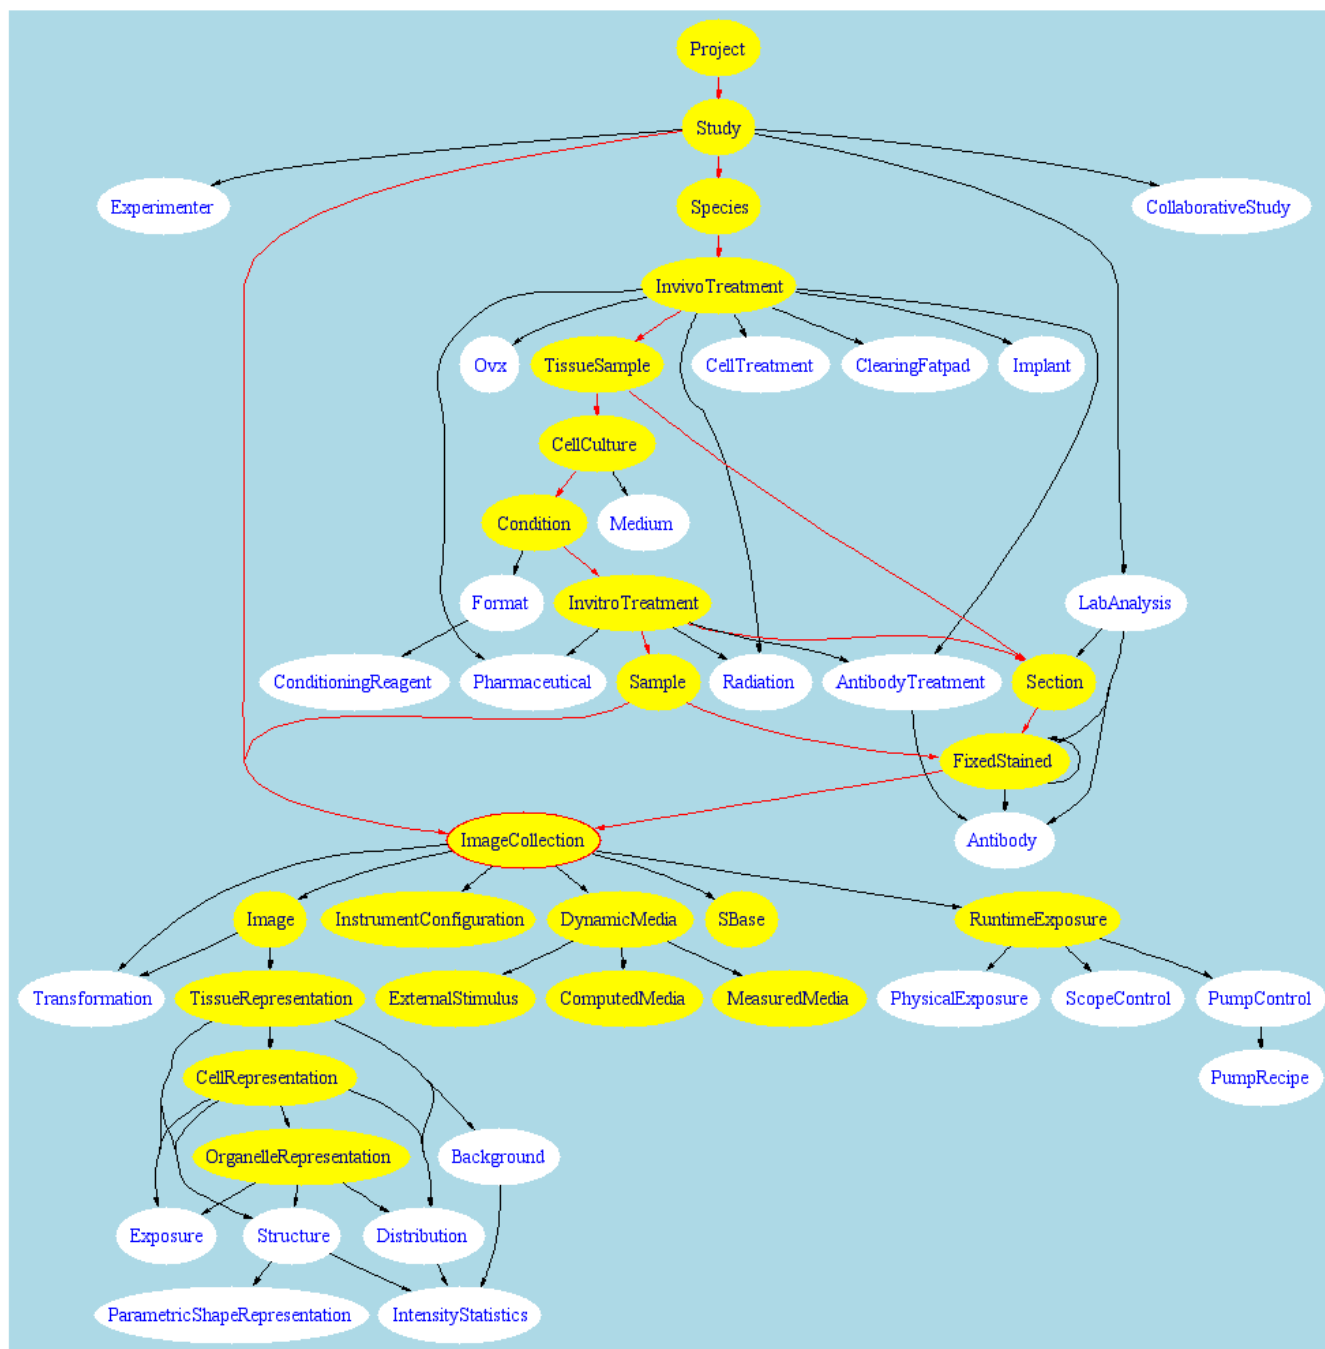 Project
Study
Experimenter
Species
CollaborativeStudy
InvivoTreatment
Ovx
TissueSample
CellTreatment
ClearingFatpad
Implant
CellCulture
Condition
Medium
Format
InvitroTreatment
LabAnalysis
ConditioningReagent
Pharmaceutical
Sample
Radiation
AntibodyTreatment
Section
FixedStained
ImageCollection
Antibody
Image
InstrumentConfiguration
DynamicMedia
SBase
RuntimeExposure
Transformation
TissueRepresentation
ExternalStimulus
ComputedMedia
MeasuredMedia
PhysicalExposure
ScopeControl
PumpControl
CellRepresentation
PumpRecipe
OrganelleRepresentation
Background
Exposure
Structure
Distribution
ParametricShapeRepresentation
IntensityStatistics